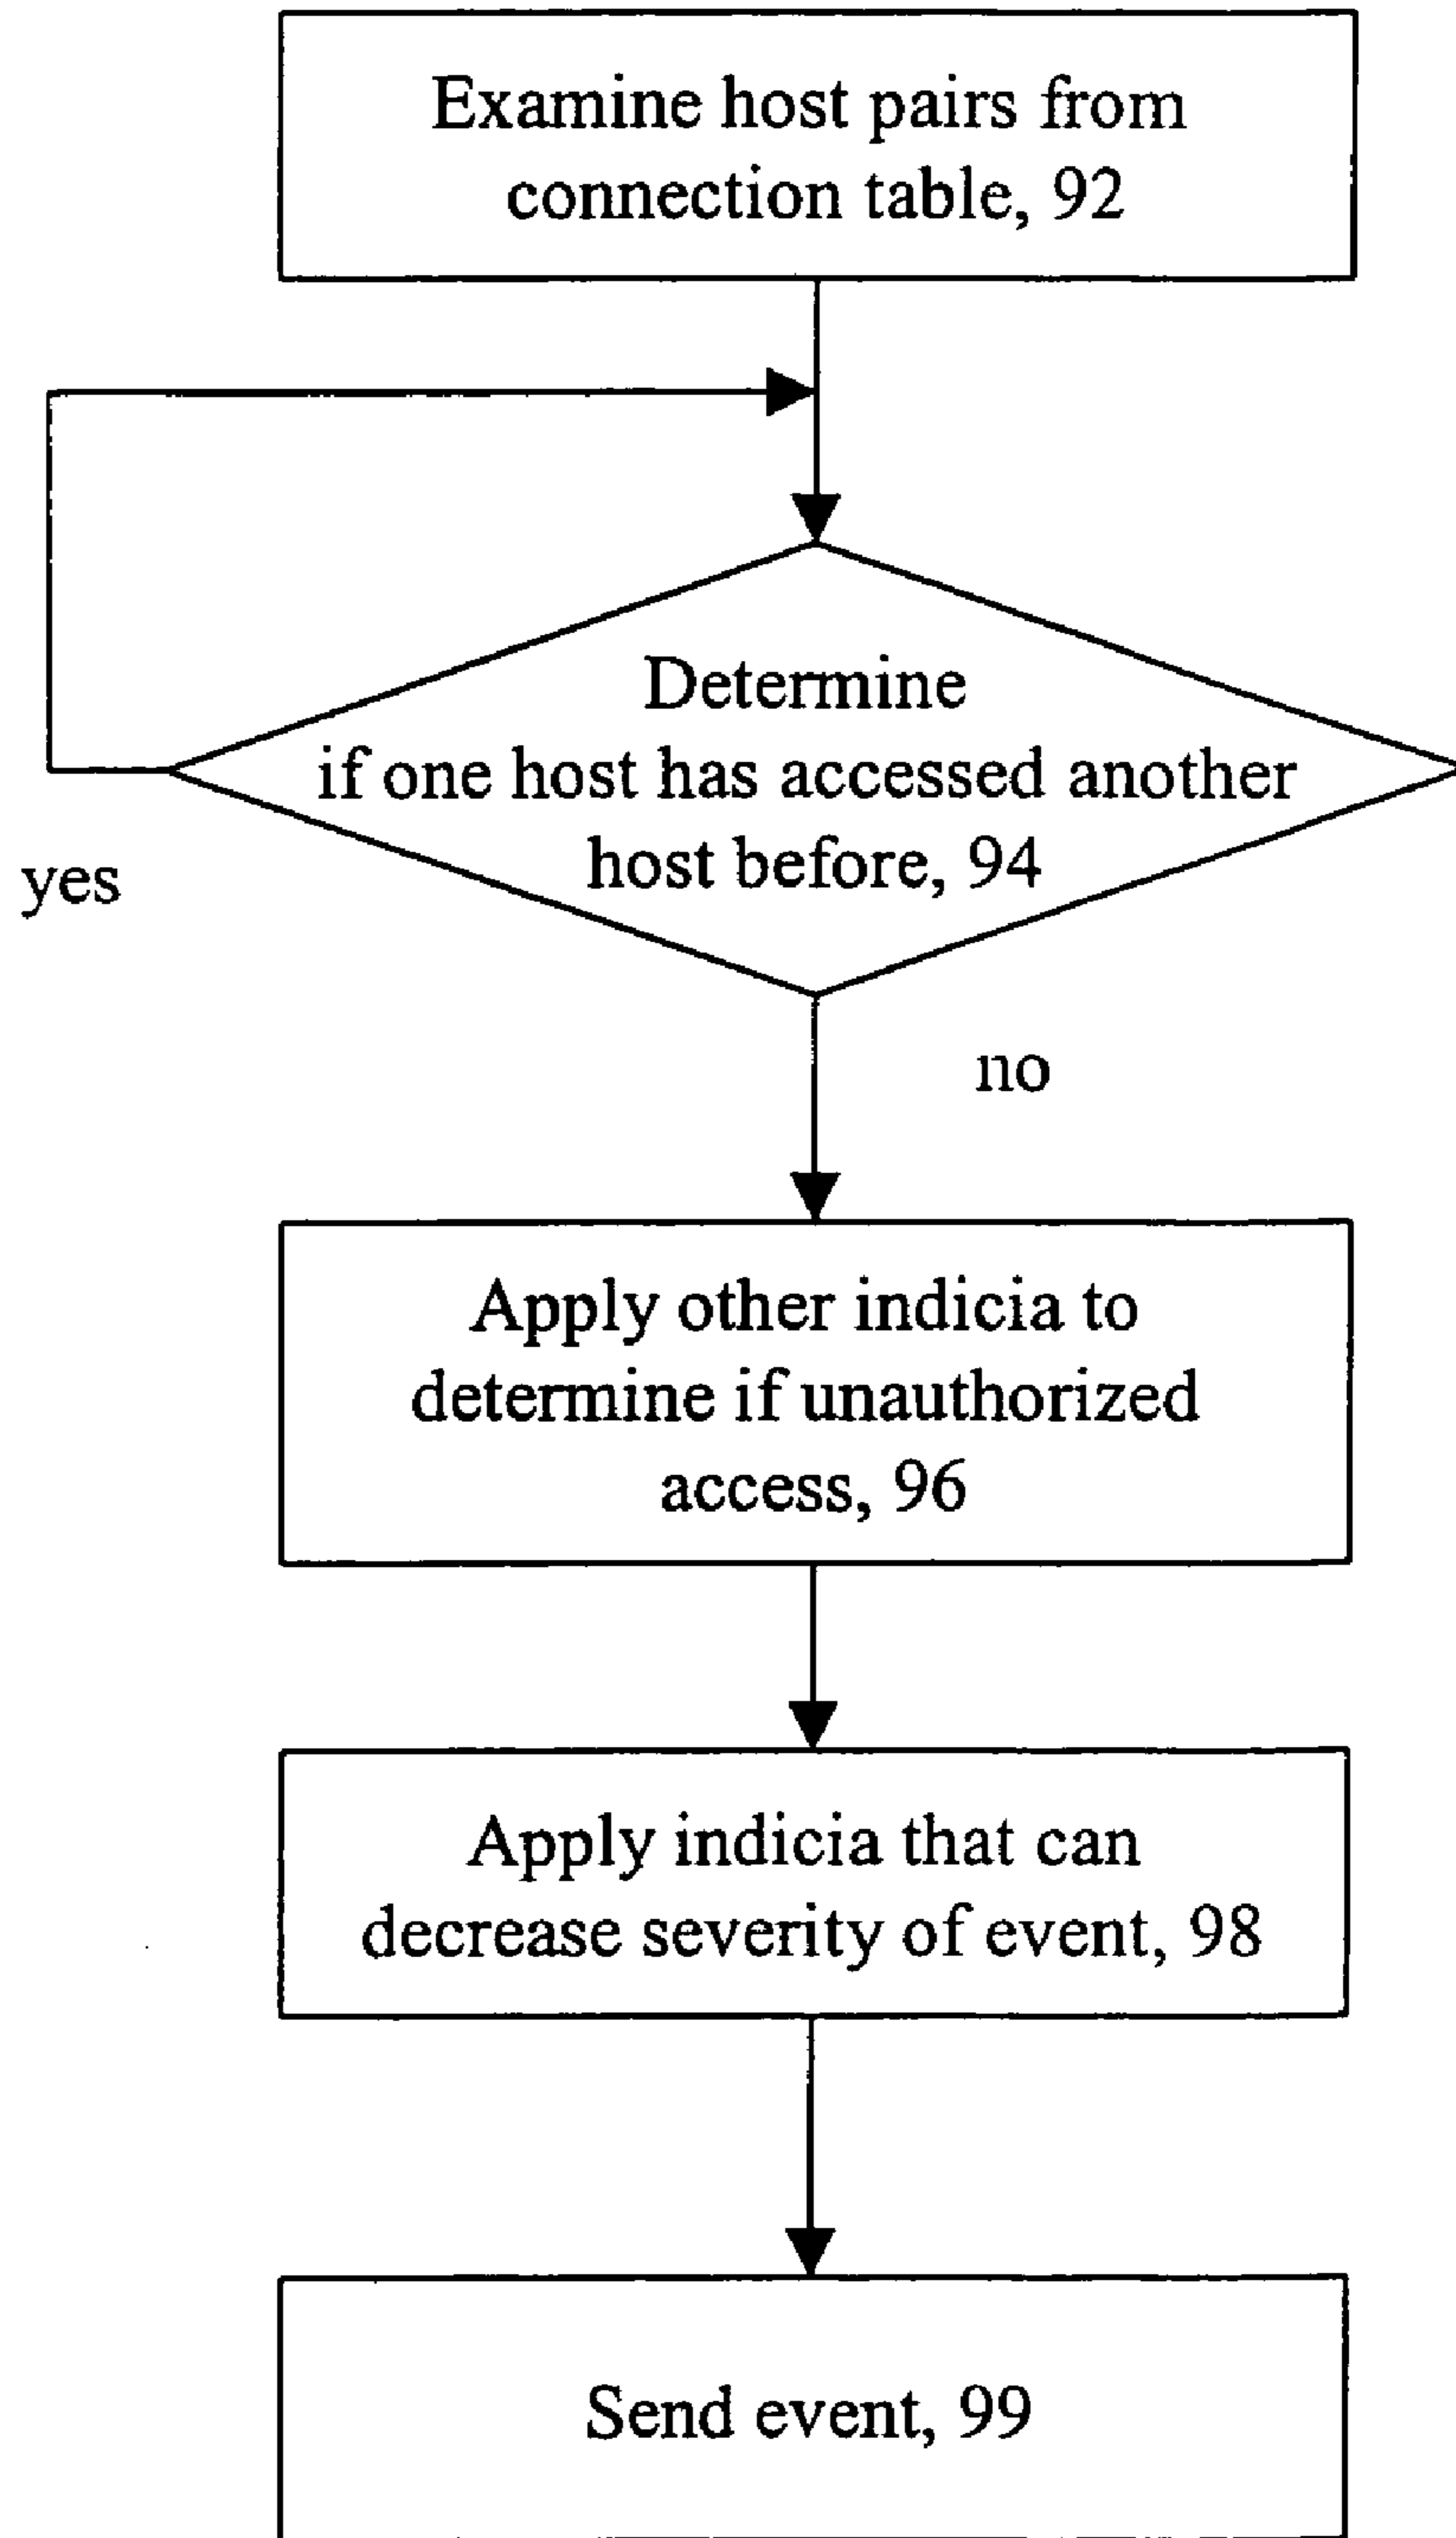 Examine host pairs from
connection table, 92
Determine
if one host has accessed another
host before, 94
yes
no
Apply other indicia to
determine if unauthorized
access, 96
Apply indicia that can
decrease severity of event, 98
Send event, 99